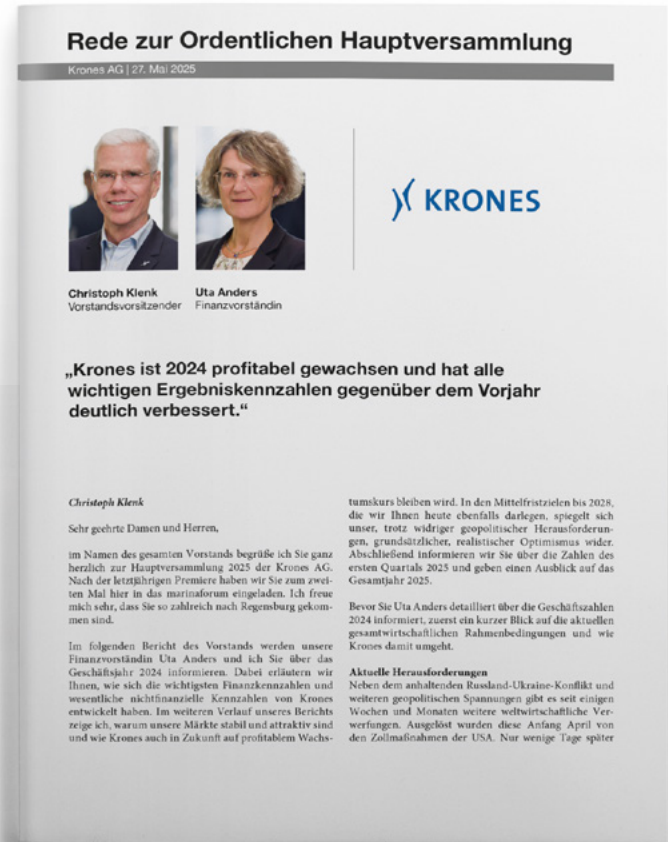 Rede zur Ordentlichen Hauptversammlung
Krones AG | 27. Mai 2025
KRONES
Christoph Klenk
Vorstandsvorsitzender
Uta Anders
Finanzvorständin
„Krones ist 2024 profitabel gewachsen und hat alle
wichtigen Ergebniskennzahlen gegenüber dem Vorjahr
deutlich verbessert.“
Christoph Klenk
Sehr geehrte Damen und Herren,
im Namen des gesamten Vorstands begrüße ich Sie ganz
herzlich zur Hauptversammlung 2025 der Krones AG.
Nach der letztjährigen Premiere haben wir Sie zum zwei-
ten Mal hier in das marinaforum eingeladen. Ich freue
mich sehr, dass Sie so zahlreich nach Regensburg gekom-
men sind.
Im folgenden Bericht des Vorstands werden unsere
Finanzvorständin Uta Anders und ich Sie über das
Geschäftsjahr 2024 informieren. Dabei erläutern wir
Ihnen, wie sich die wichtigsten Finanzkennzahlen und
wesentliche nichtfinanzielle Kennzahlen von Krones
entwickelt haben. Im weiteren Verlauf unseres Berichts
zeige ich, warum unsere Märkte stabil und attraktiv sind
und wie Krones auch in Zukunft auf profitablem Wachs-
tumskurs bleiben wird. In den Mittelfristzielen bis 2028,
die wir Ihnen heute ebenfalls darlegen, spiegelt sich
unser, trotz widriger geopolitischer Herausforderun-
gen, grundsätzlicher, realistischer Optimismus wider.
Abschließend informieren wir Sie über die Zahlen des
ersten Quartals 2025 und geben einen Ausblick auf das
Gesamtjahr 2025.
Bevor Sie Uta Anders detailliert über die Geschäftszahlen
2024 informiert, zuerst ein kurzer Blick auf die aktuellen
gesamtwirtschaftlichen Rahmenbedingungen und wie
Krones damit umgeht.
Aktuelle Herausforderungen
Neben dem anhaltenden Russland-Ukraine-Konflikt und
weiteren geopolitischen Spannungen gibt es seit einigen
Wochen und Monaten weitere weltwirtschaftliche Ver-
werfungen. Ausgelöst wurden diese Anfang April von
den Zollmaßnahmen der USA. Nur wenige Tage später